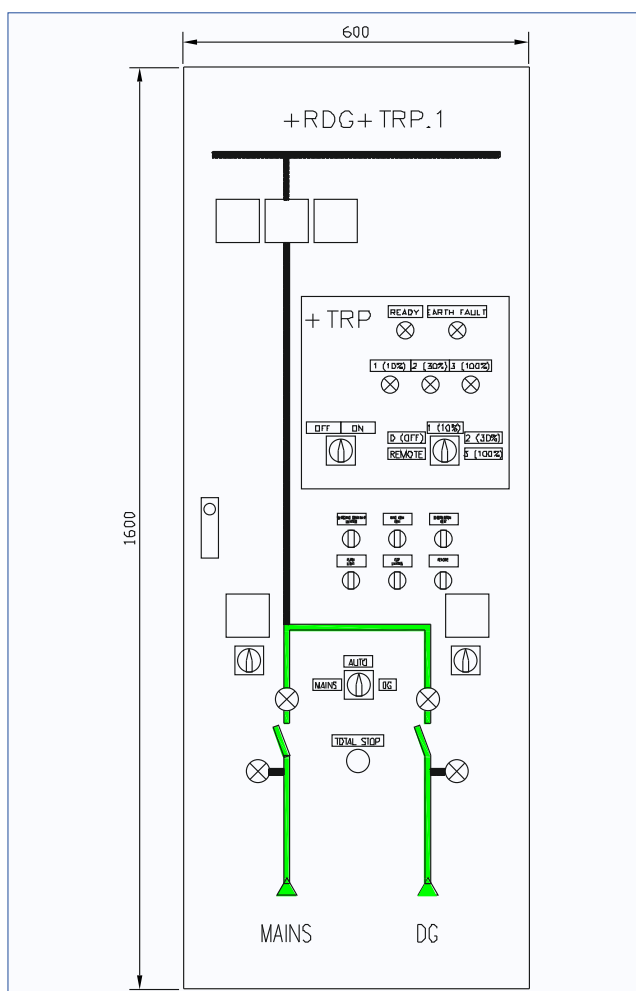 600
+RDG+TRP.1
1600
+TRP
READY EARTH FAULT
1 (10%) 2 (30%) 3 (100%)
OFF ON
1 (10%)
0 (OFF) 2 (30%)
REMOTE 3 (100%)
AUTO
MAINS DG
TOTAL STOP
MAINS DG